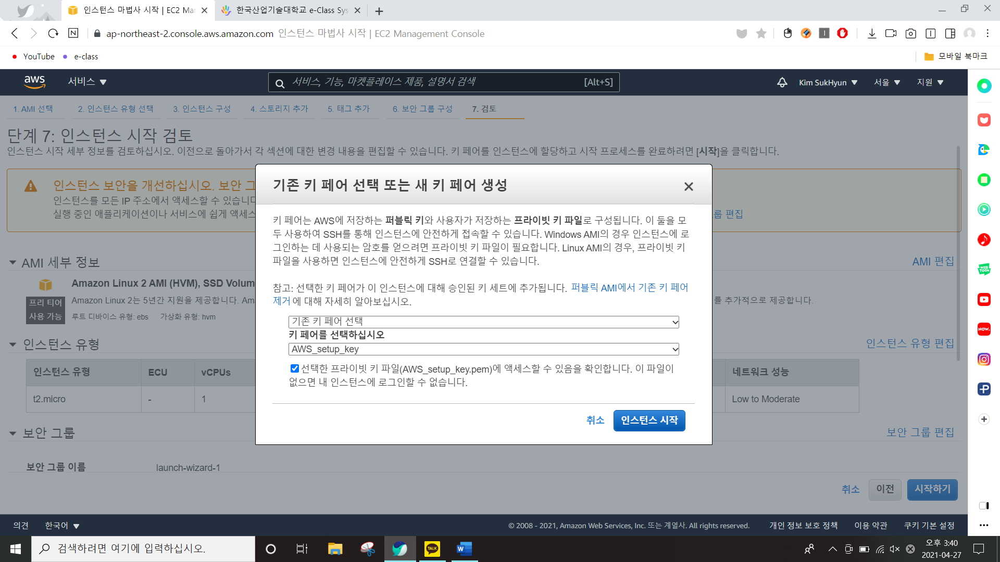 인스턴스 마법사 시작 | EC2 Ma
한국산업기술대학교 e-Class Sys
ap-northeast-2.console.aws.amazon.com 인스턴스 마법사 시작 | EC2 Management Console
YouTube e-class 모바일 북마크
aws 서비스 서비스, 기능, 마켓플레이스 제품, 설명서 검색 [Alt+S] Kim SukHyun 서울 지원
1. AMI 선택 2. 인스턴스 유형 선택 3. 인스턴스 구성 4. 스토리지 추가 5. 태그 추가 6. 보안 그룹 구성 7. 검토
단계 7: 인스턴스 시작 검토
인스턴스 시작 세부 정보를 검토하십시오. 이전으로 돌아가서 각 섹션에 대한 변경 내용을 편집할 수 있습니다. 키 페어를 인스턴스에 할당하고 시작 프로세스를 완료하려면 [시작]을 클릭합니다.
인스턴스 보안을 개선하십시오. 보안 그
인스턴스를 모든 IP 주소에서 액세스할 수 있습니다
실행 중인 애플리케이션이나 서비스에 쉽게 액세스
룹 편집
기존 키 페어 선택 또는 새 키 페어 생성
키 페어는 AWS에 저장하는 퍼블릭 키와 사용자가 저장하는 프라이빗 키 파일로 구성됩니다. 이 둘을 모
두 사용하여 SSH를 통해 인스턴스에 안전하게 접속할 수 있습니다. Windows AMI의 경우 인스턴스에 로
그인하는 데 사용되는 암호를 얻으려면 프라이빗 키 파일이 필요합니다. Linux AMI의 경우, 프라이빗 키
파일을 사용하면 인스턴스에 안전하게 SSH로 연결할 수 있습니다.
참고: 선택한 키 페어가 이 인스턴스에 대해 승인된 키 세트에 추가됩니다. 퍼블릭 AMI에서 기존 키 페어
제거 에 대해 자세히 알아보십시오.
기존 키 페어 선택
키 페어를 선택하십시오
AWS_setup_key
선택한 프라이빗 키 파일(AWS_setup_key.pem)에 액세스할 수 있음을 확인합니다. 이 파일이
없으면 내 인스턴스에 로그인할 수 없습니다.
취소 인스턴스 시작
AMI 세부 정보 AMI 편집
Amazon Linux 2 AMI (HVM), SSD Volum
프리 티어
사용 가능
Amazon Linux 2는 5년간 지원을 제공합니다. Am
를 추가적으로 제공합니다.
루트 디바이스 유형: ebs 가상화 유형: hvm
인스턴스 유형 인스턴스 유형 편집
인스턴스 유형 ECU vCPUs 네트워크 성능
t2.micro - 1 Low to Moderate
보안 그룹 보안 그룹 편집
보안 그룹 이름 launch-wizard-1
취소 이전 시작하기
의견 한국어 © 2008 - 2021, Amazon Web Services, Inc. 또는 계열사. All rights reserved. 개인 정보 보호 정책 이용 약관 쿠키 기본 설정
WEB
TOON
NOW.
검색하려면 여기에 입력하십시오.
TALK
W
오후 3:40
2021-04-27